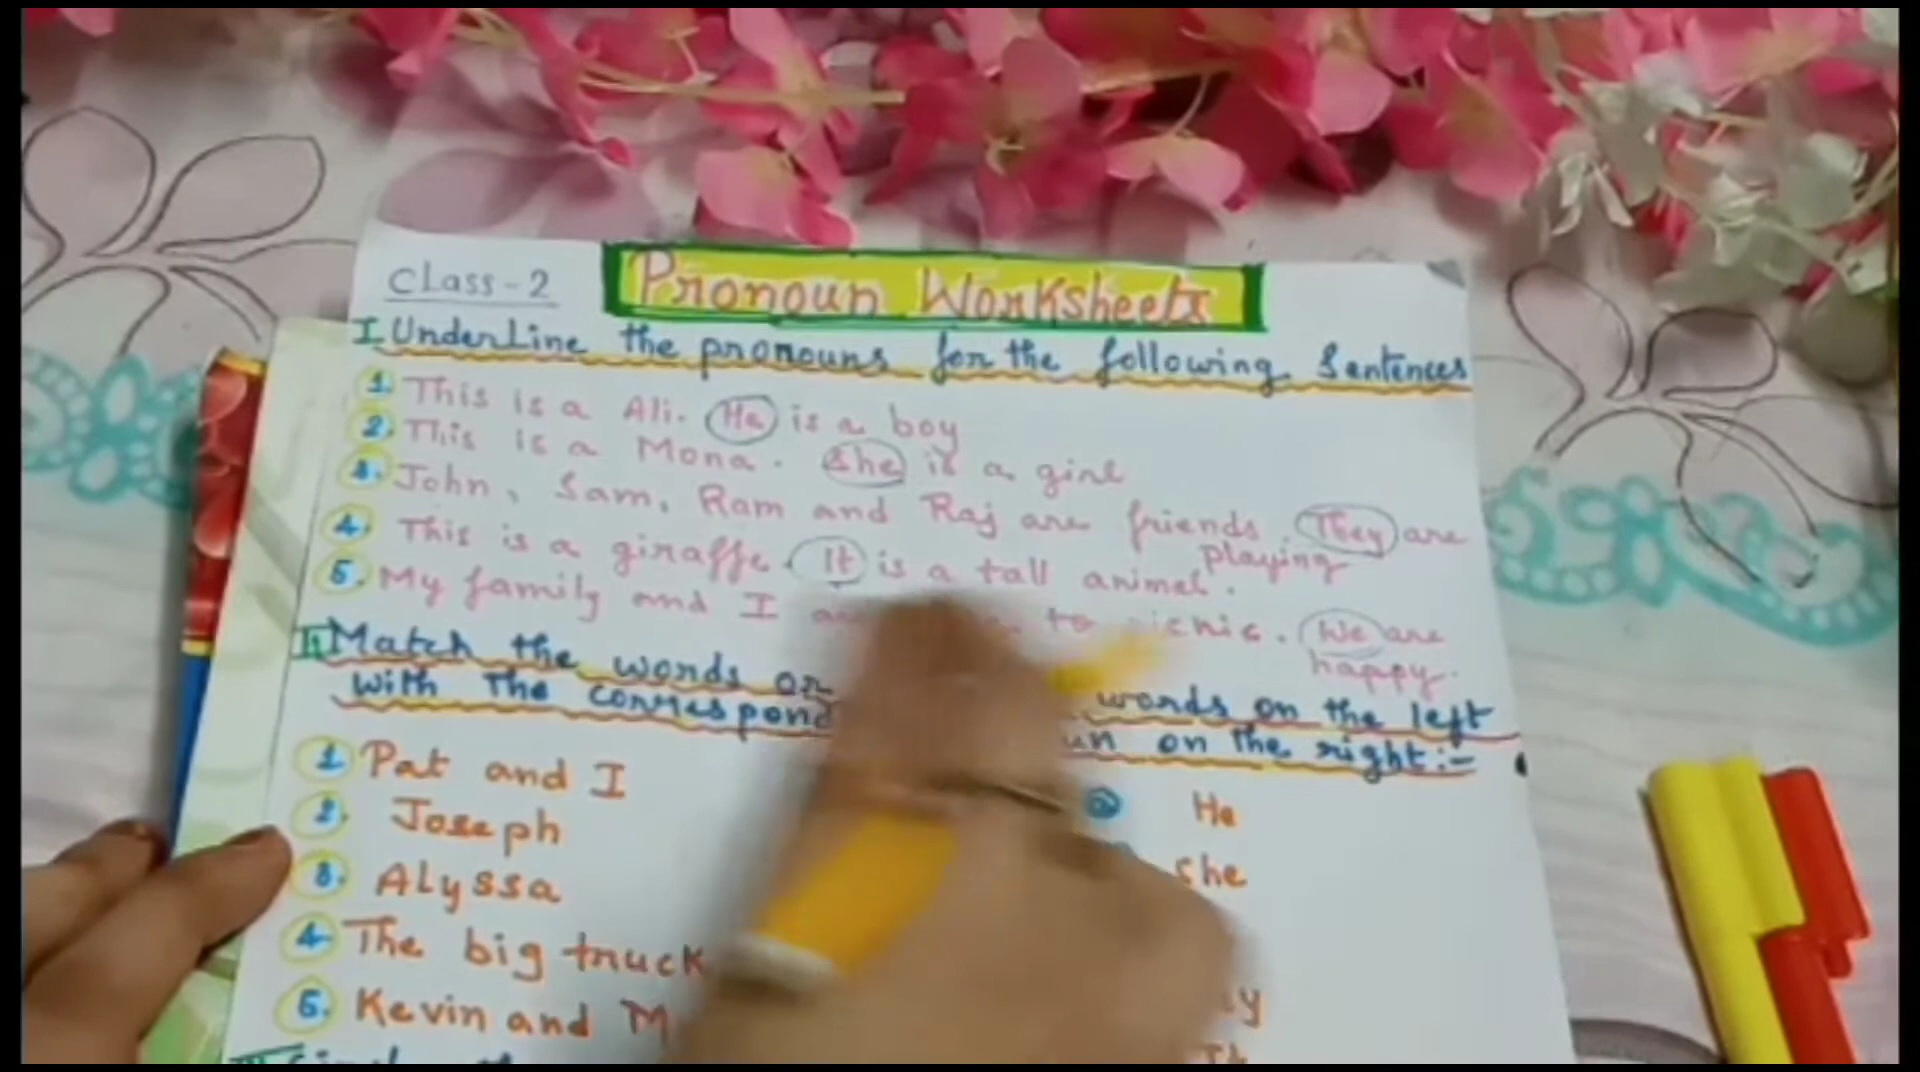 Class-2
Pronoun Worksheets
I Underline the pronouns for the following Sentences
1. This is a Ali. He is a boy
2. This is a Mona. She is a girl
3. John, Sam, Ram and Raj are friends. They are
playing
4. This is a giraffe. It is a tall animal.
5. My family and I to We are
happy.
II Match the words or words on the left
with the on the right:-
1 Pat and I
a He
2. Joseph
She
3. Alyssa
4 The big truck
5. Kevin and